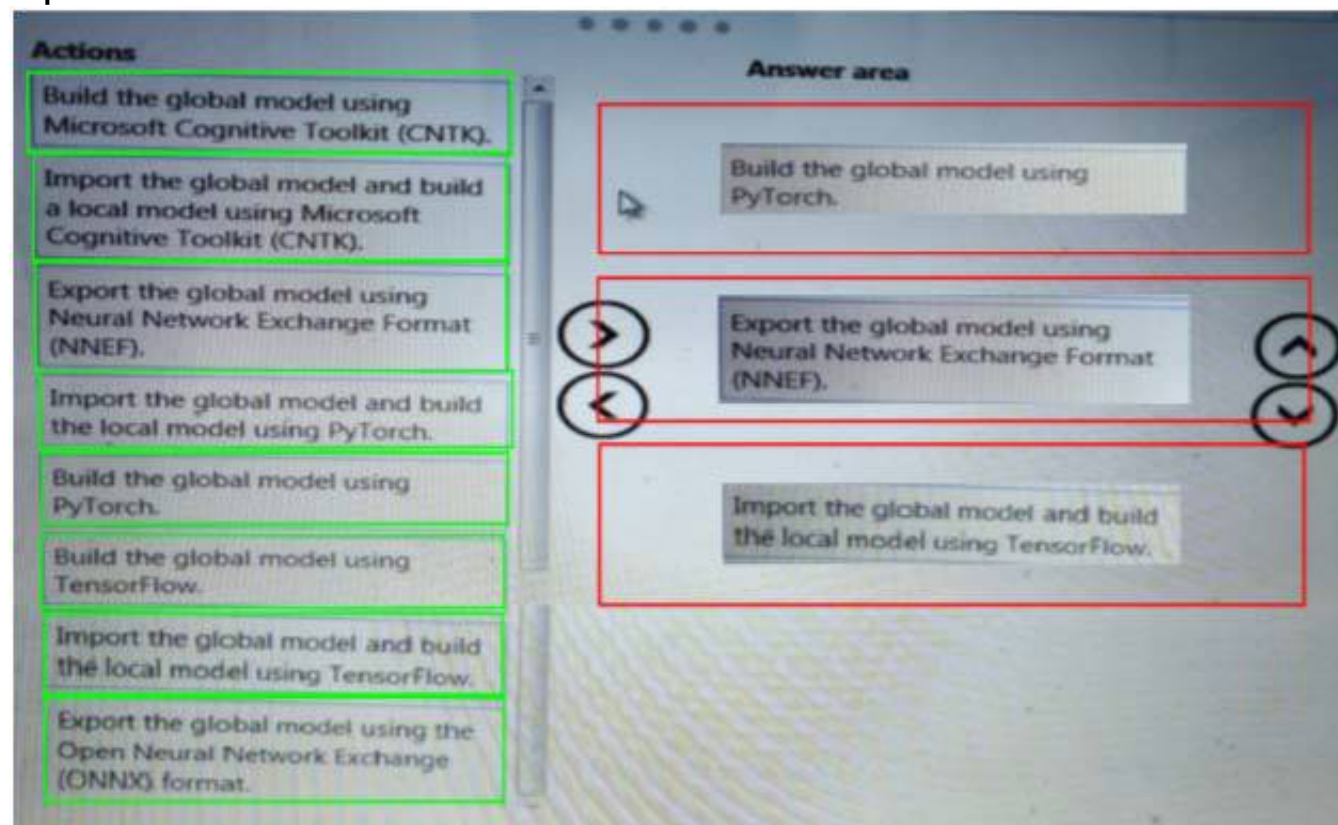 Actions
Build the global model using
Microsoft Cognitive Toolkit (CNTK).
Import the global model and build
a local model using Microsoft
Cognitive Toolkit (CNTK).
Export the global model using
Neural Network Exchange Format
(NNEF).
Import the global model and build
the local model using PyTorch.
Build the global model using
PyTorch.
Build the global model using
TensorFlow.
Import the global model and build
the local model using TensorFlow.
Export the global model using the
Open Neural Network Exchange
(ONNX) format.
Answer area
Build the global model using
PyTorch.
Export the global model using
Neural Network Exchange Format
(NNEF).
Import the global model and build
the local model using TensorFlow.